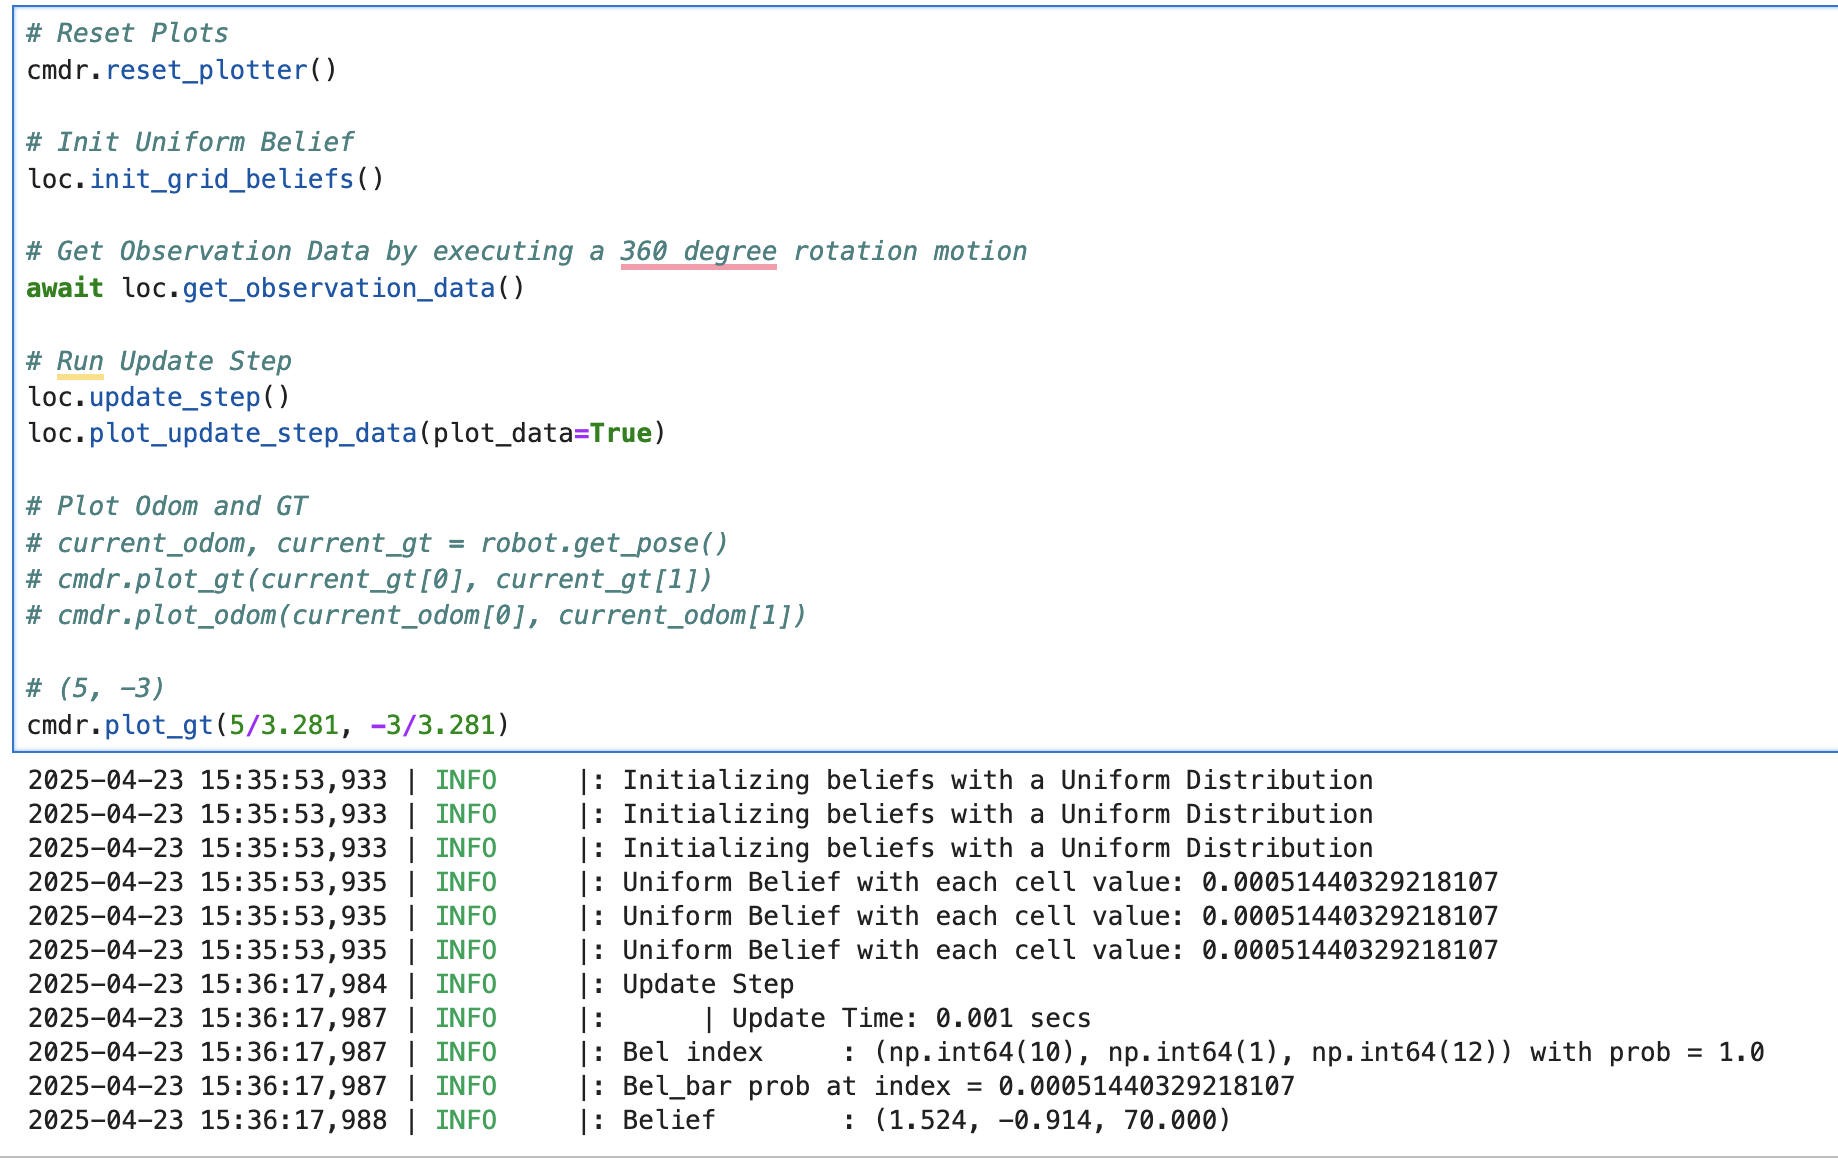 # Reset Plots
cmdr.reset_plotter()
# Init Uniform Belief
loc.init_grid_beliefs()
# Get Observation Data by executing a 360 degree rotation motion
await loc.get_observation_data()
# Run Update Step
loc.update_step()
loc.plot_update_step_data(plot_data=True)
# Plot Odom and GT
# current_odom, current_gt = robot.get_pose()
# cmdr.plot_gt(current_gt[0], current_gt[1])
# cmdr.plot_odom(current_odom[0], current_odom[1])
# (5, -3)
cmdr.plot_gt(5/3.281, -3/3.281)
2025-04-23 15:35:53,933 | INFO     |: Initializing beliefs with a Uniform Distribution
2025-04-23 15:35:53,933 | INFO     |: Initializing beliefs with a Uniform Distribution
2025-04-23 15:35:53,933 | INFO     |: Initializing beliefs with a Uniform Distribution
2025-04-23 15:35:53,935 | INFO     |: Uniform Belief with each cell value: 0.00051440329218107
2025-04-23 15:35:53,935 | INFO     |: Uniform Belief with each cell value: 0.00051440329218107
2025-04-23 15:35:53,935 | INFO     |: Uniform Belief with each cell value: 0.00051440329218107
2025-04-23 15:36:17,984 | INFO     |: Update Step
2025-04-23 15:36:17,987 | INFO     |:      | Update Time: 0.001 secs
2025-04-23 15:36:17,987 | INFO     |: Bel index     : (np.int64(10), np.int64(1), np.int64(12)) with prob = 1.0
2025-04-23 15:36:17,987 | INFO     |: Bel_bar prob at index = 0.00051440329218107
2025-04-23 15:36:17,988 | INFO     |: Belief        : (1.524, -0.914, 70.000)